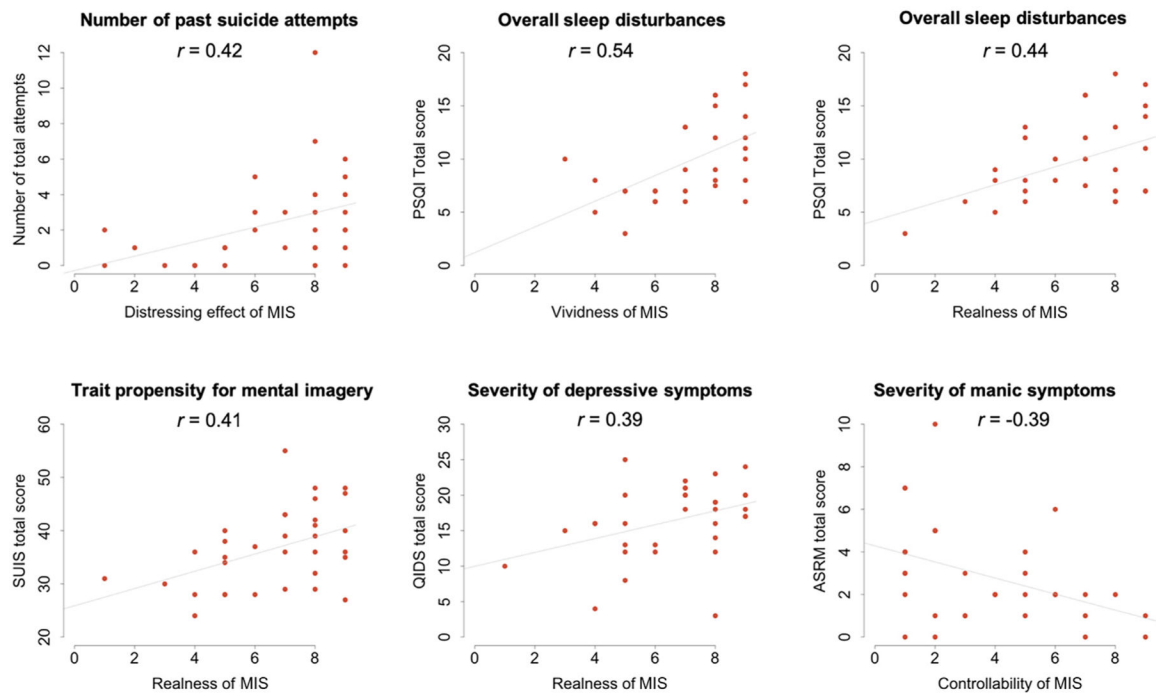 Number of past suicide attempts
r = 0.42
Number of total attempts
12
10
8
6
4
2
0
0 2 4 6 8
Distressing effect of MIS
Overall sleep disturbances
r = 0.54
PSQI Total score
20
15
10
5
0
0 2 4 6 8
Vividness of MIS
Overall sleep disturbances
r = 0.44
PSQI Total score
20
15
10
5
0
0 2 4 6 8
Realness of MIS
Trait propensity for mental imagery
r = 0.41
SUIS total score
60
50
40
30
20
0 2 4 6 8
Realness of MIS
Severity of depressive symptoms
r = 0.39
QIDS total score
30
25
20
15
10
5
0
0 2 4 6 8
Realness of MIS
Severity of manic symptoms
r = -0.39
ASRM total score
10
8
6
4
2
0
0 2 4 6 8
Controllability of MIS